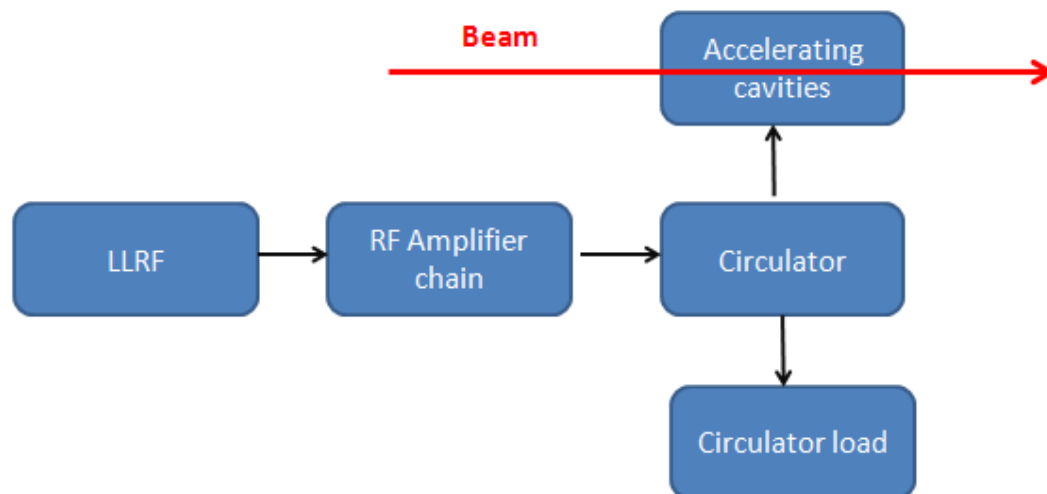 Beam
Accelerating
cavities
LLRF
RF Amplifier
chain
Circulator
Circulator load